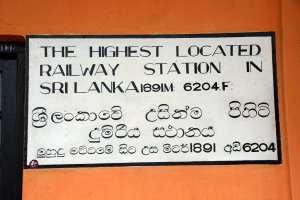 THE HIGHEST LOCATED
RAILWAY STATION IN
SRI LANKA 1891M 6204F:
ශ්‍රී ලංකාවේ උසින්ම පිහිටි
දුම්රිය ස්ථානය
මුහුදු මට්ටමේ සිට උස මීටර් 1891 අඩි 6204